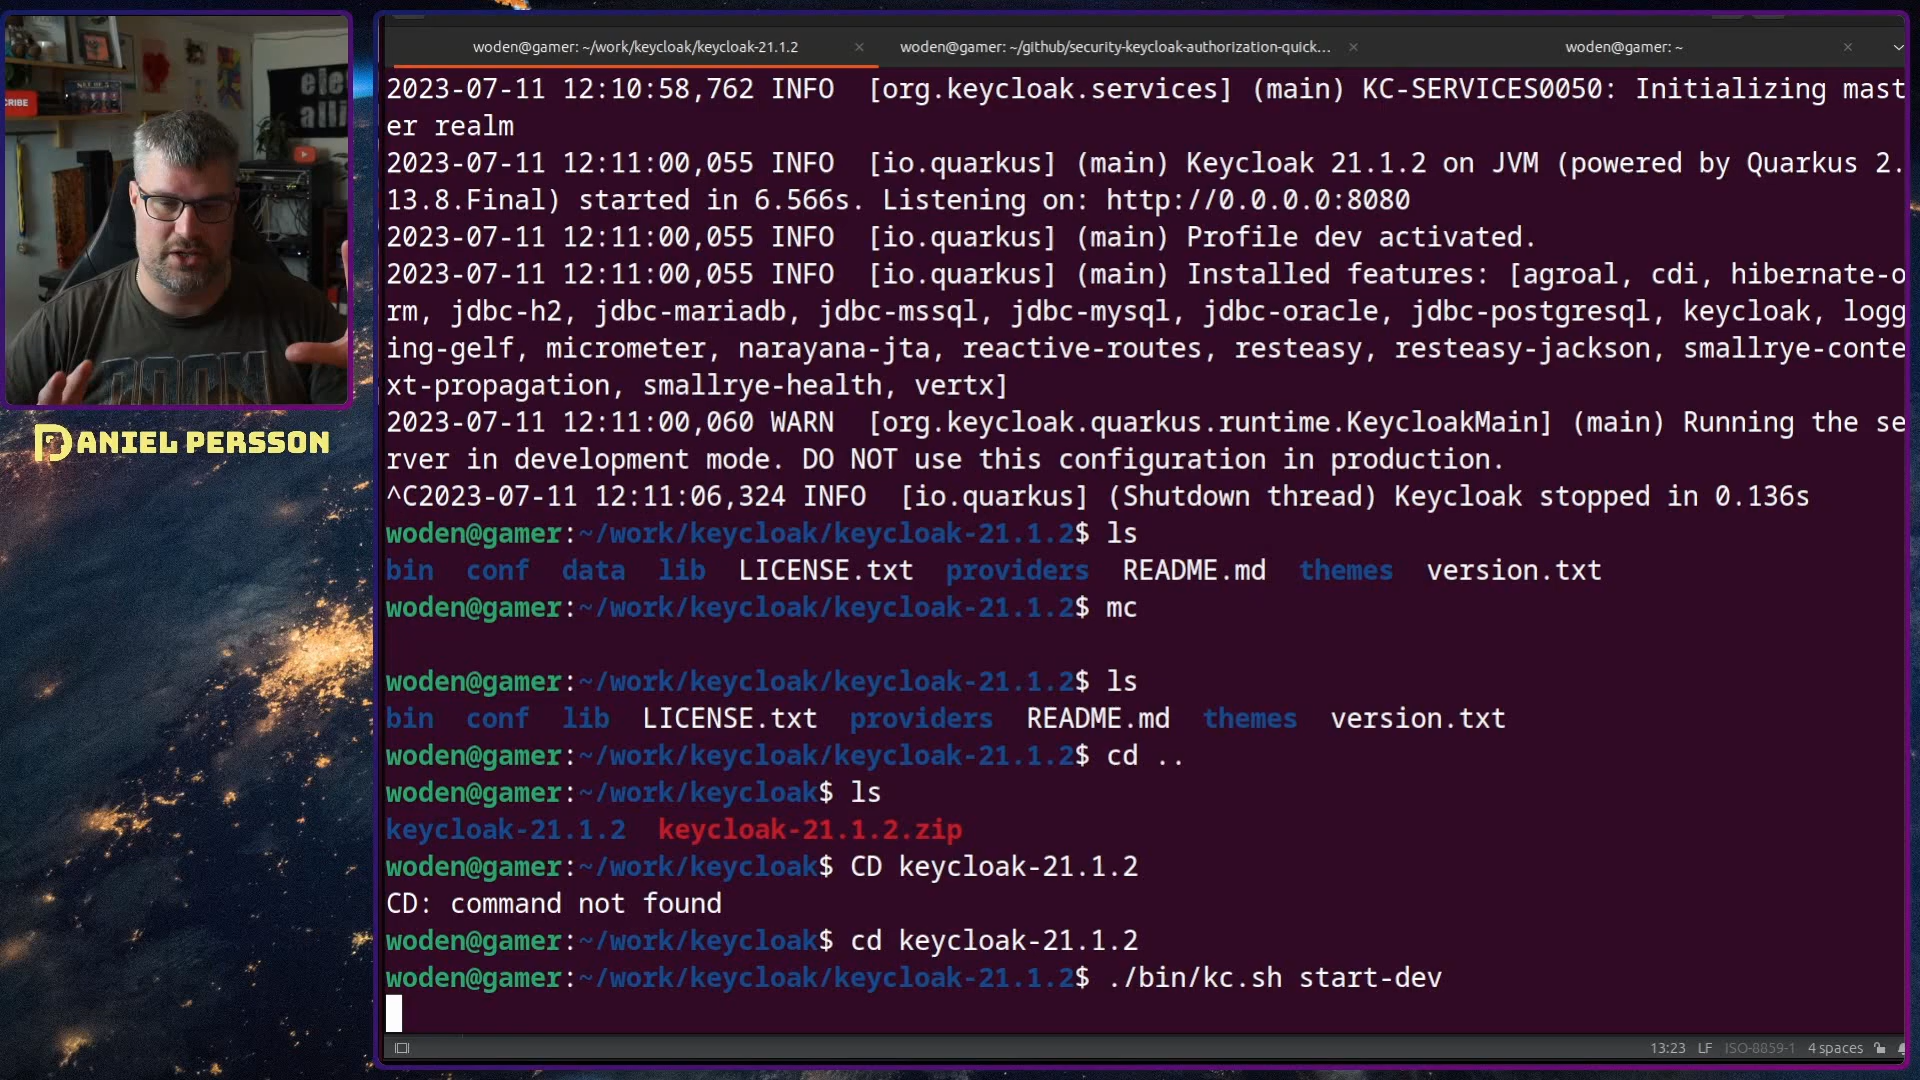 woden@gamer: ~/work/keycloak/keycloak-21.1.2 × woden@gamer: ~/github/security-keycloak-authorization-quick... × woden@gamer: ~ ×
2023-07-11 12:10:58,762 INFO  [org.keycloak.services] (main) KC-SERVICES0050: Initializing mast
er realm
2023-07-11 12:11:00,055 INFO  [io.quarkus] (main) Keycloak 21.1.2 on JVM (powered by Quarkus 2.
13.8.Final) started in 6.566s. Listening on: http://0.0.0.0:8080
2023-07-11 12:11:00,055 INFO  [io.quarkus] (main) Profile dev activated.
2023-07-11 12:11:00,055 INFO  [io.quarkus] (main) Installed features: [agroal, cdi, hibernate-o
rm, jdbc-h2, jdbc-mariadb, jdbc-mssql, jdbc-mysql, jdbc-oracle, jdbc-postgresql, keycloak, logg
ing-gelf, micrometer, narayana-jta, reactive-routes, resteasy, resteasy-jackson, smallrye-conte
xt-propagation, smallrye-health, vertx]
2023-07-11 12:11:00,060 WARN  [org.keycloak.quarkus.runtime.KeycloakMain] (main) Running the se
rver in development mode. DO NOT use this configuration in production.
^C2023-07-11 12:11:06,324 INFO  [io.quarkus] (Shutdown thread) Keycloak stopped in 0.136s
woden@gamer:~/work/keycloak/keycloak-21.1.2$ ls
bin  conf  data  lib  LICENSE.txt  providers  README.md  themes  version.txt
woden@gamer:~/work/keycloak/keycloak-21.1.2$ mc
woden@gamer:~/work/keycloak/keycloak-21.1.2$ ls
bin  conf  lib  LICENSE.txt  providers  README.md  themes  version.txt
woden@gamer:~/work/keycloak/keycloak-21.1.2$ cd ..
woden@gamer:~/work/keycloak$ ls
keycloak-21.1.2  keycloak-21.1.2.zip
woden@gamer:~/work/keycloak$ CD keycloak-21.1.2
CD: command not found
woden@gamer:~/work/keycloak$ cd keycloak-21.1.2
woden@gamer:~/work/keycloak/keycloak-21.1.2$ ./bin/kc.sh start-dev
13:23 LF ISO-8859-1 4 spaces
DANIEL PERSSON